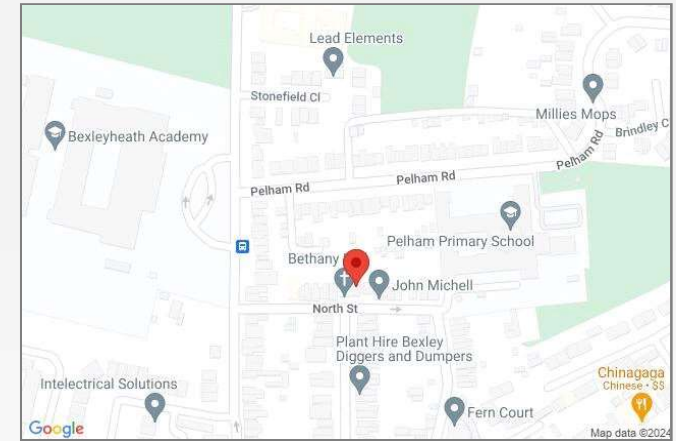 Lead Elements
Stonefield Cl
Millies Mops
Bexleyheath Academy
Brindley C
Pelham Rd
Pelham Rd
Pelham Rd
Pelham Primary School
Bethany
John Michell
North St
Plant Hire Bexley
Diggers and Dumpers
Chinagaga
Chinese • $$
Intelectrical Solutions
Fern Court
Google
Map data ©2024